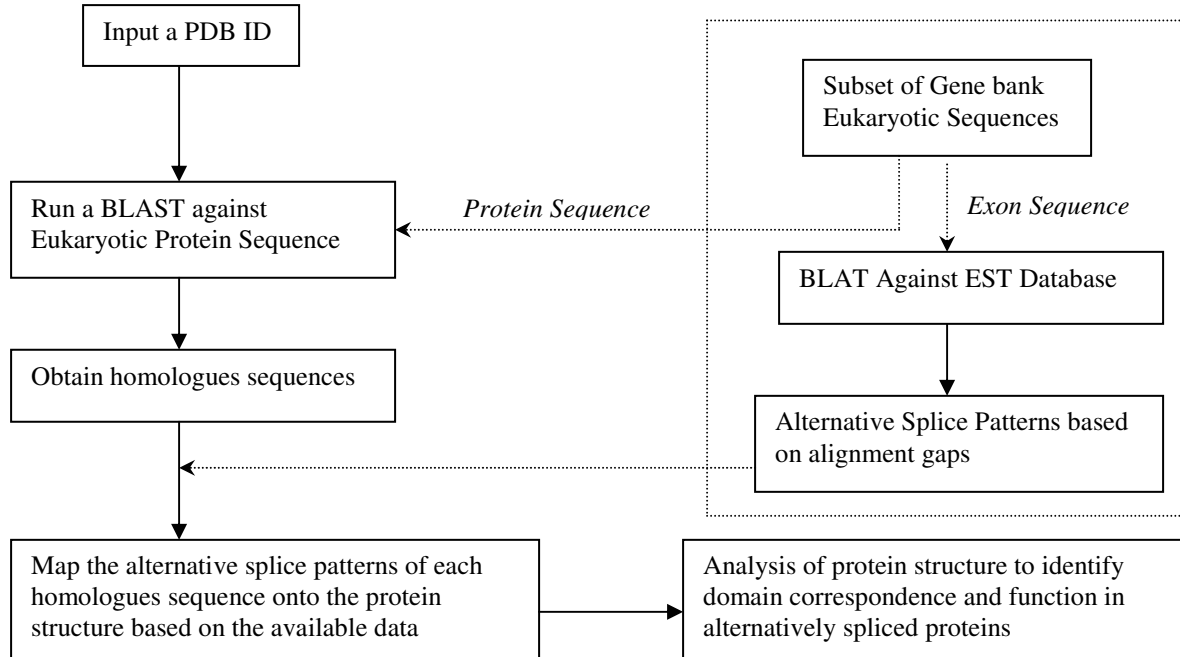 Input a PDB ID
Subset of Gene bank
Eukaryotic Sequences
Run a BLAST against
Eukaryotic Protein Sequence
Protein Sequence
Exon Sequence
BLAT Against EST Database
Obtain homologues sequences
Alternative Splice Patterns based
on alignment gaps
Map the alternative splice patterns of each
homologues sequence onto the protein
structure based on the available data
Analysis of protein structure to identify
domain correspondence and function in
alternatively spliced proteins